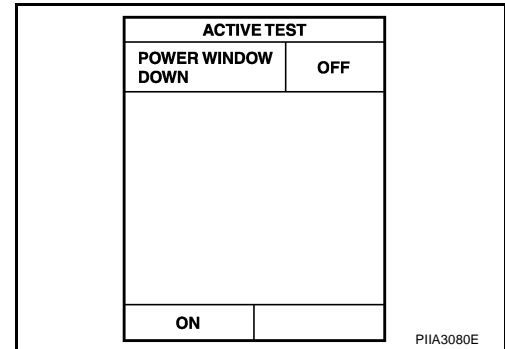 ACTIVE TEST
POWER WINDOW
DOWN
OFF
ON
PIIA3080E